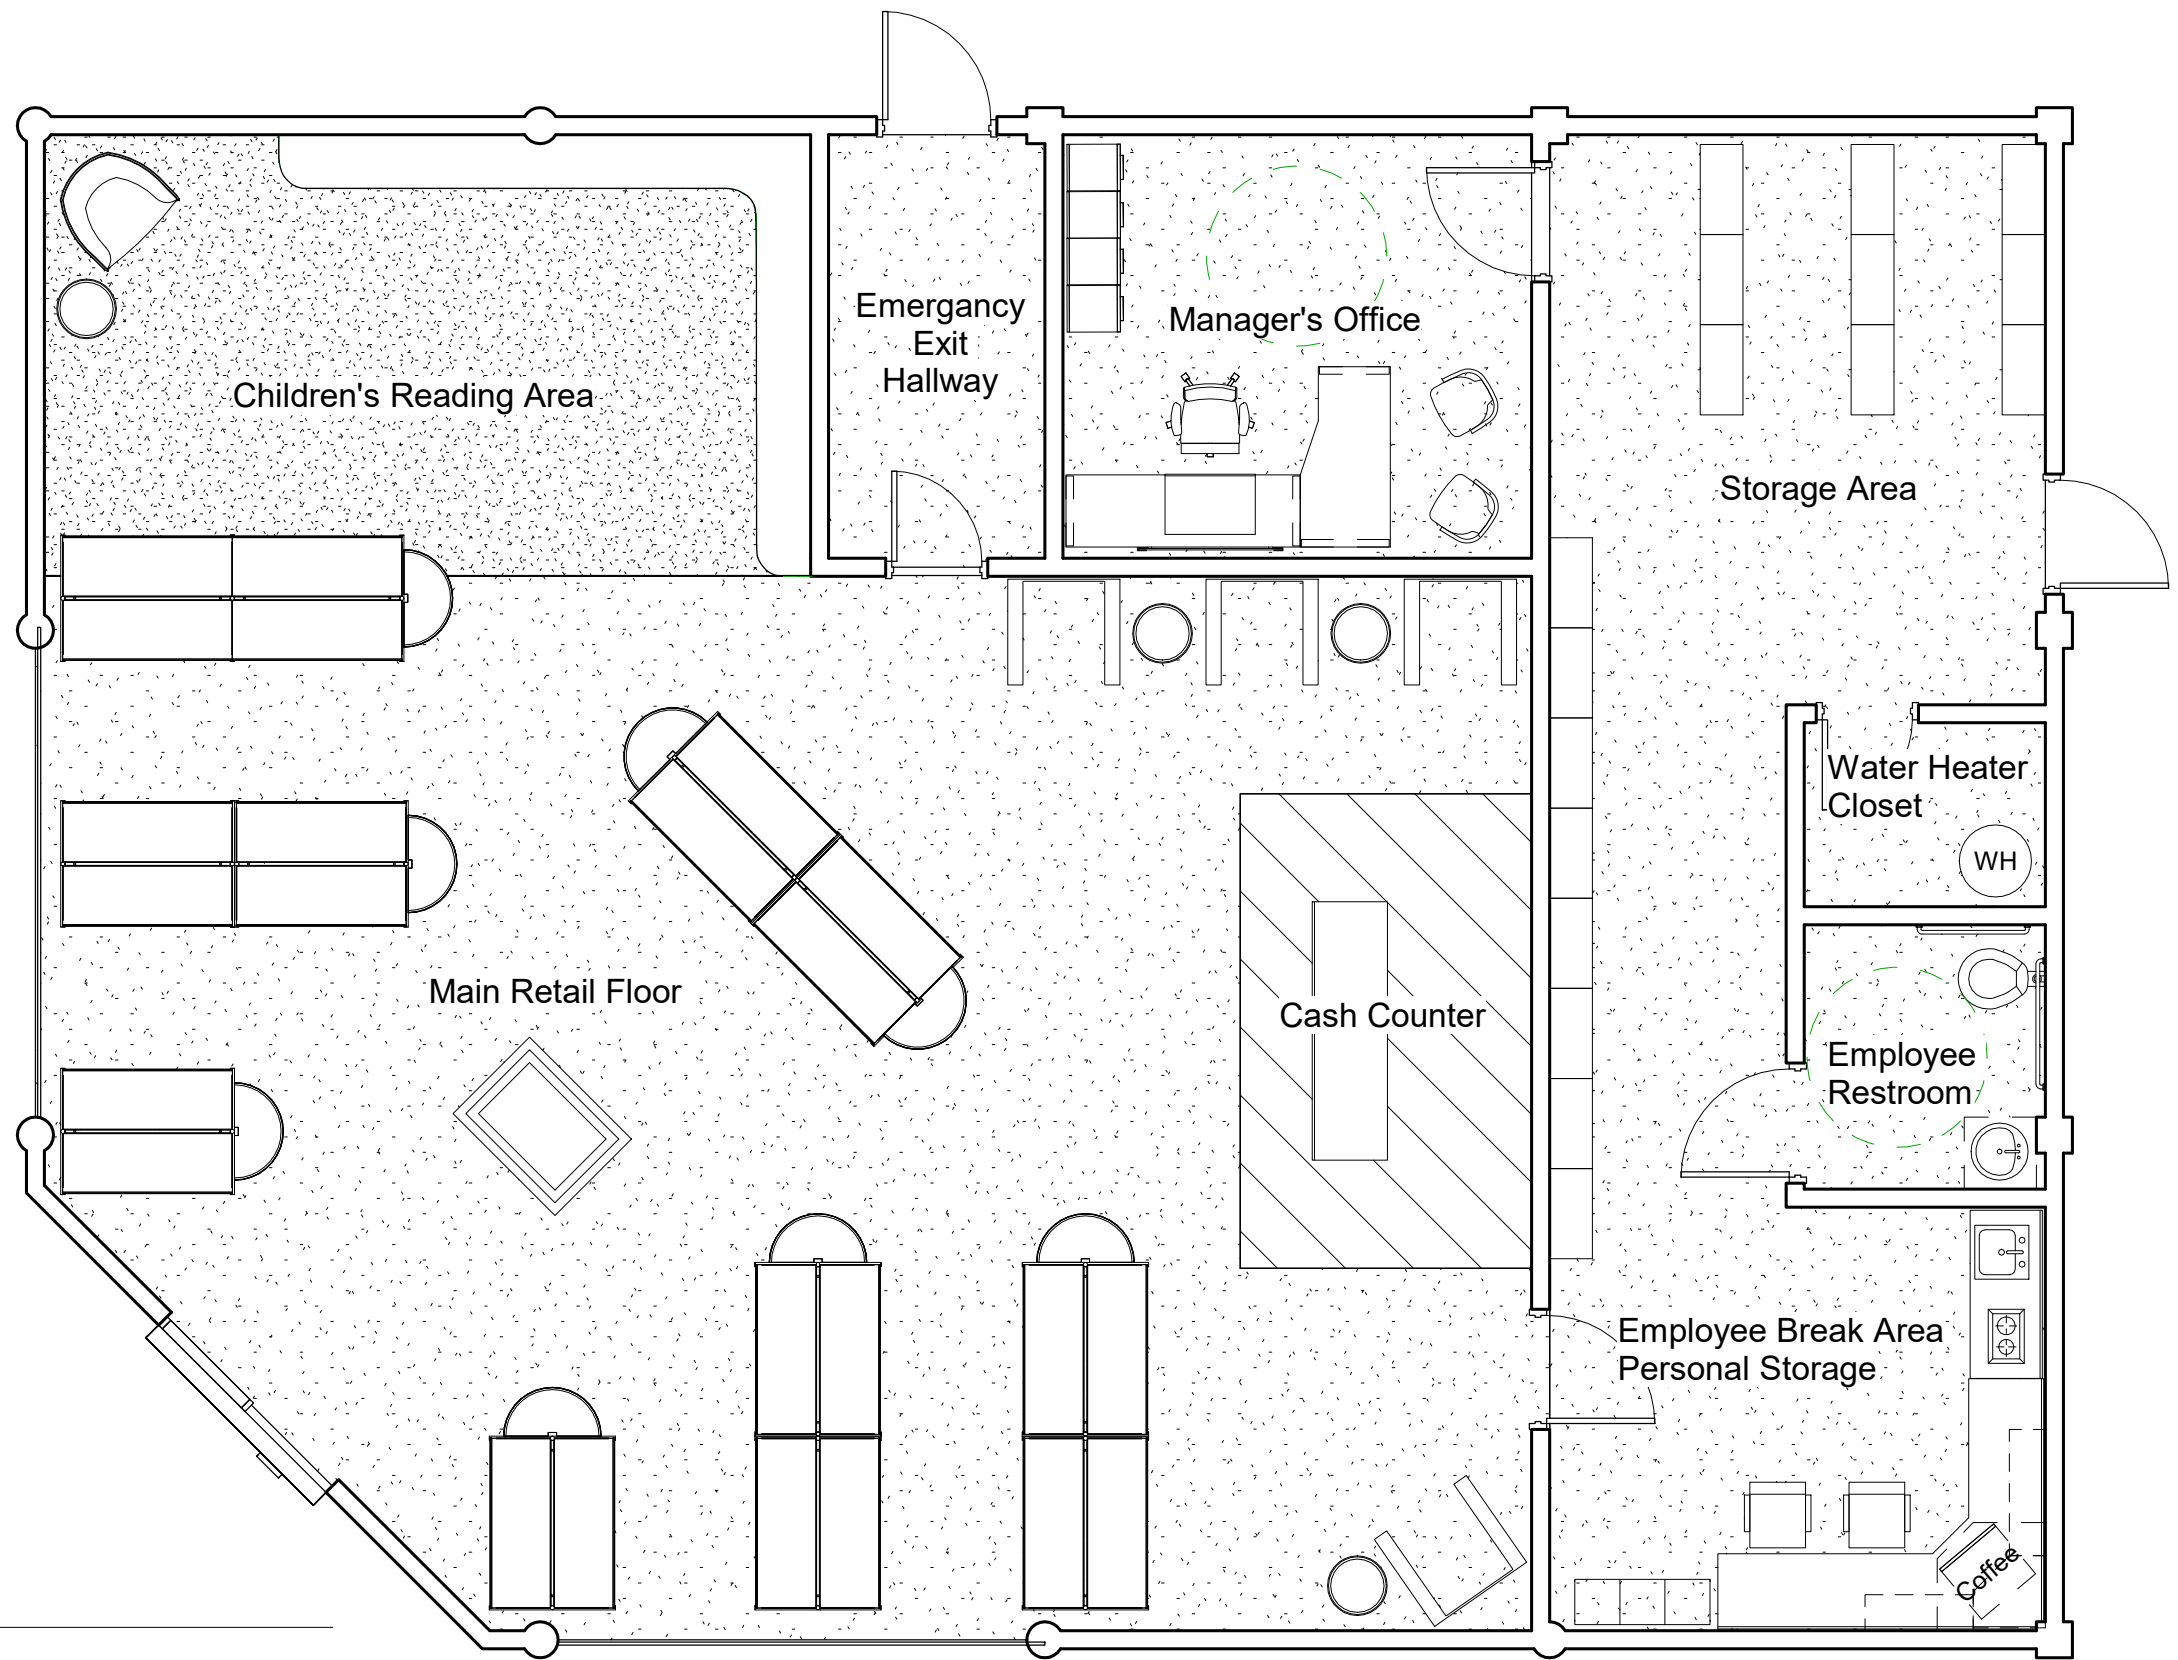 Emergancy
Exit
Hallway
Manager's Office
Children's Reading Area
Storage Area
Water Heater
Closet
WH
Main Retail Floor
Cash Counter
Employee
Restroom
Employee Break Area
Personal Storage
Coffee